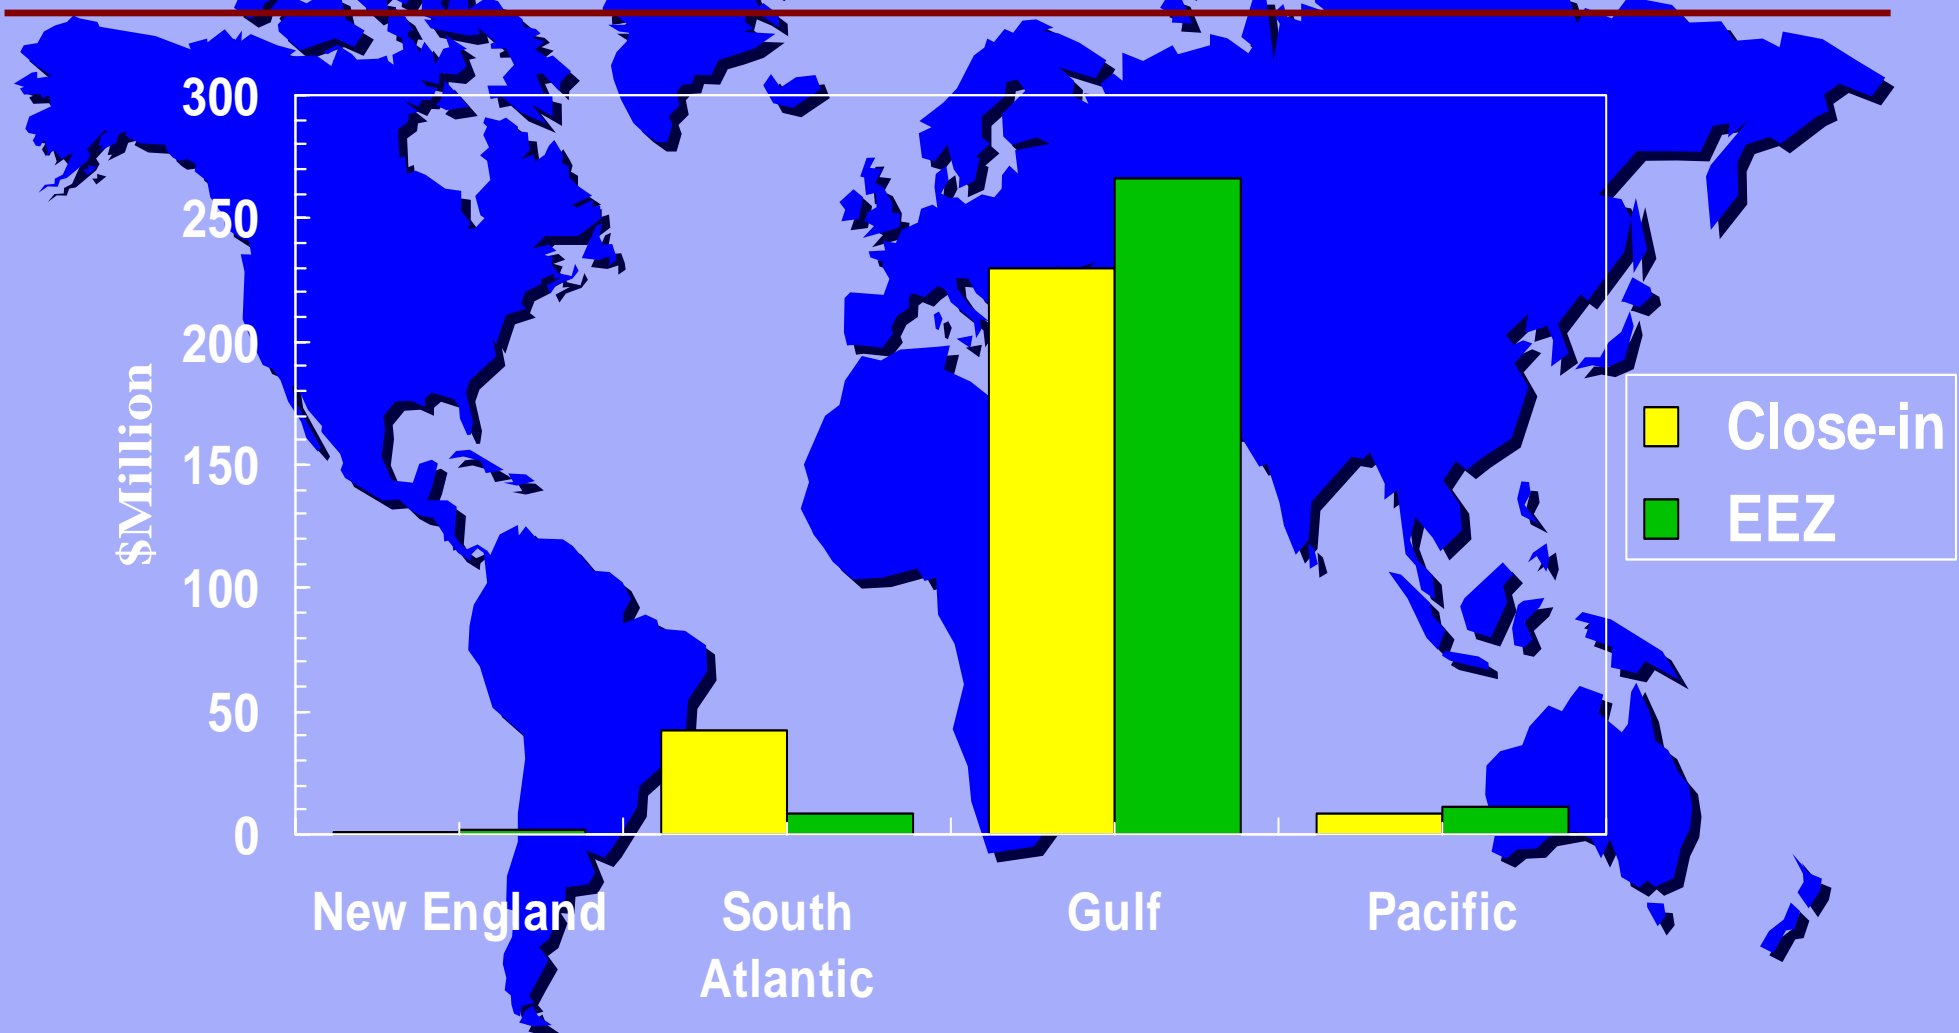 300
250
200
150
100
50
0
$Million
New England
South
Atlantic
Gulf
Pacific
Close-in
EEZ